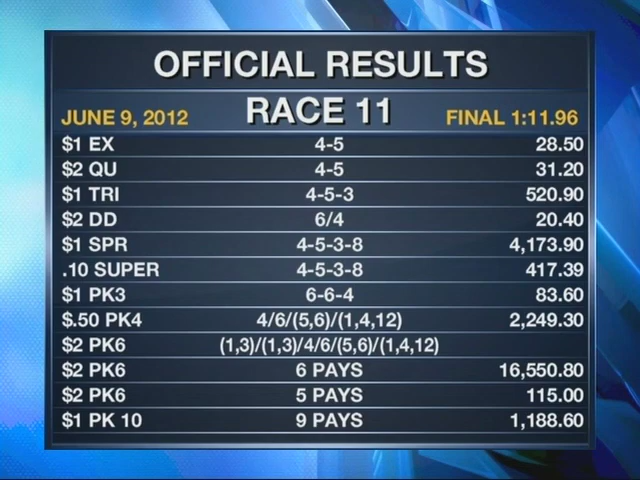 OFFICIAL RESULTS
JUNE 9, 2012 RACE 11 FINAL 1:11.96
$1 EX 4-5 28.50
$2 QU 4-5 31.20
$1 TRI 4-5-3 520.90
$2 DD 6/4 20.40
$1 SPR 4-5-3-8 4,173.90
.10 SUPER 4-5-3-8 417.39
$1 PK3 6-6-4 83.60
$.50 PK4 4/6/(5,6)/(1,4,12) 2,249.30
$2 PK6 (1,3)/(1,3)/4/6/(5,6)/(1,4,12)
$2 PK6 6 PAYS 16,550.80
$2 PK6 5 PAYS 115.00
$1 PK 10 9 PAYS 1,188.60